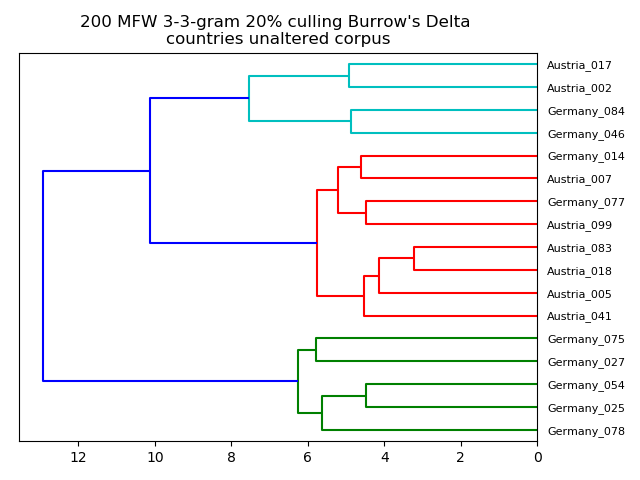 200 MFW 3-3-gram 20% culling Burrow's Delta
countries unaltered corpus
Austria_017
Austria_002
Germany_084
Germany_046
Germany_014
Austria_007
Germany_077
Austria_099
Austria_083
Austria_018
Austria_005
Austria_041
Germany_075
Germany_027
Germany_054
Germany_025
Germany_078
12 10 8 6 4 2 0